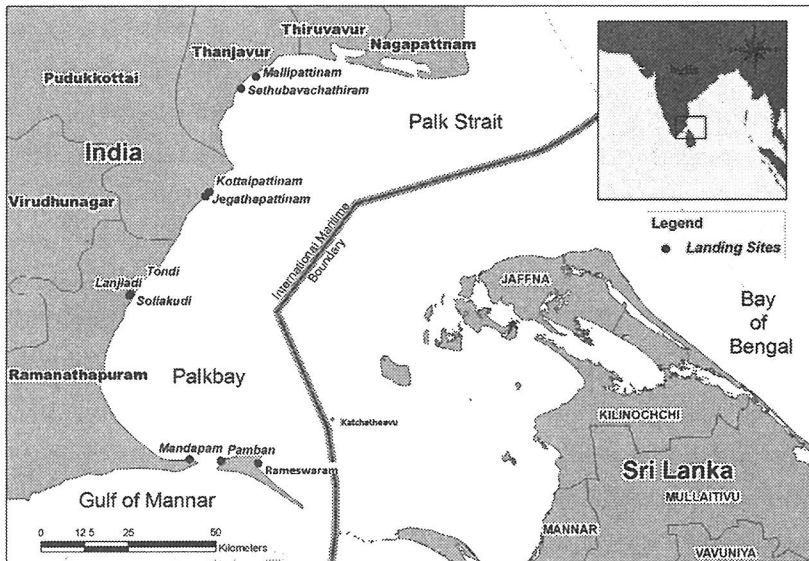 Thiruvavur
Thanjavur
Nagapattnam
Mallipattinam
Sethubavachathiram
Pudukkottai
Palk Strait
India
India
Kottaipattinam
Jegathapattinam
Virudhunagar
International Maritime
Boundary
Legend
Landing Sites
Tondi
Lanjladi
Soliakudi
JAFFNA
Bay
of
Bengal
Ramanathapuram
Palkbay
Katchatheevu
KILINOCHCHI
Mandapam
Pamban
Rameswaram
Sri Lanka
MULLAITIVU
Gulf of Mannar
MANNAR
0 12.5 25 50
Kilometers
VAVUNIYA